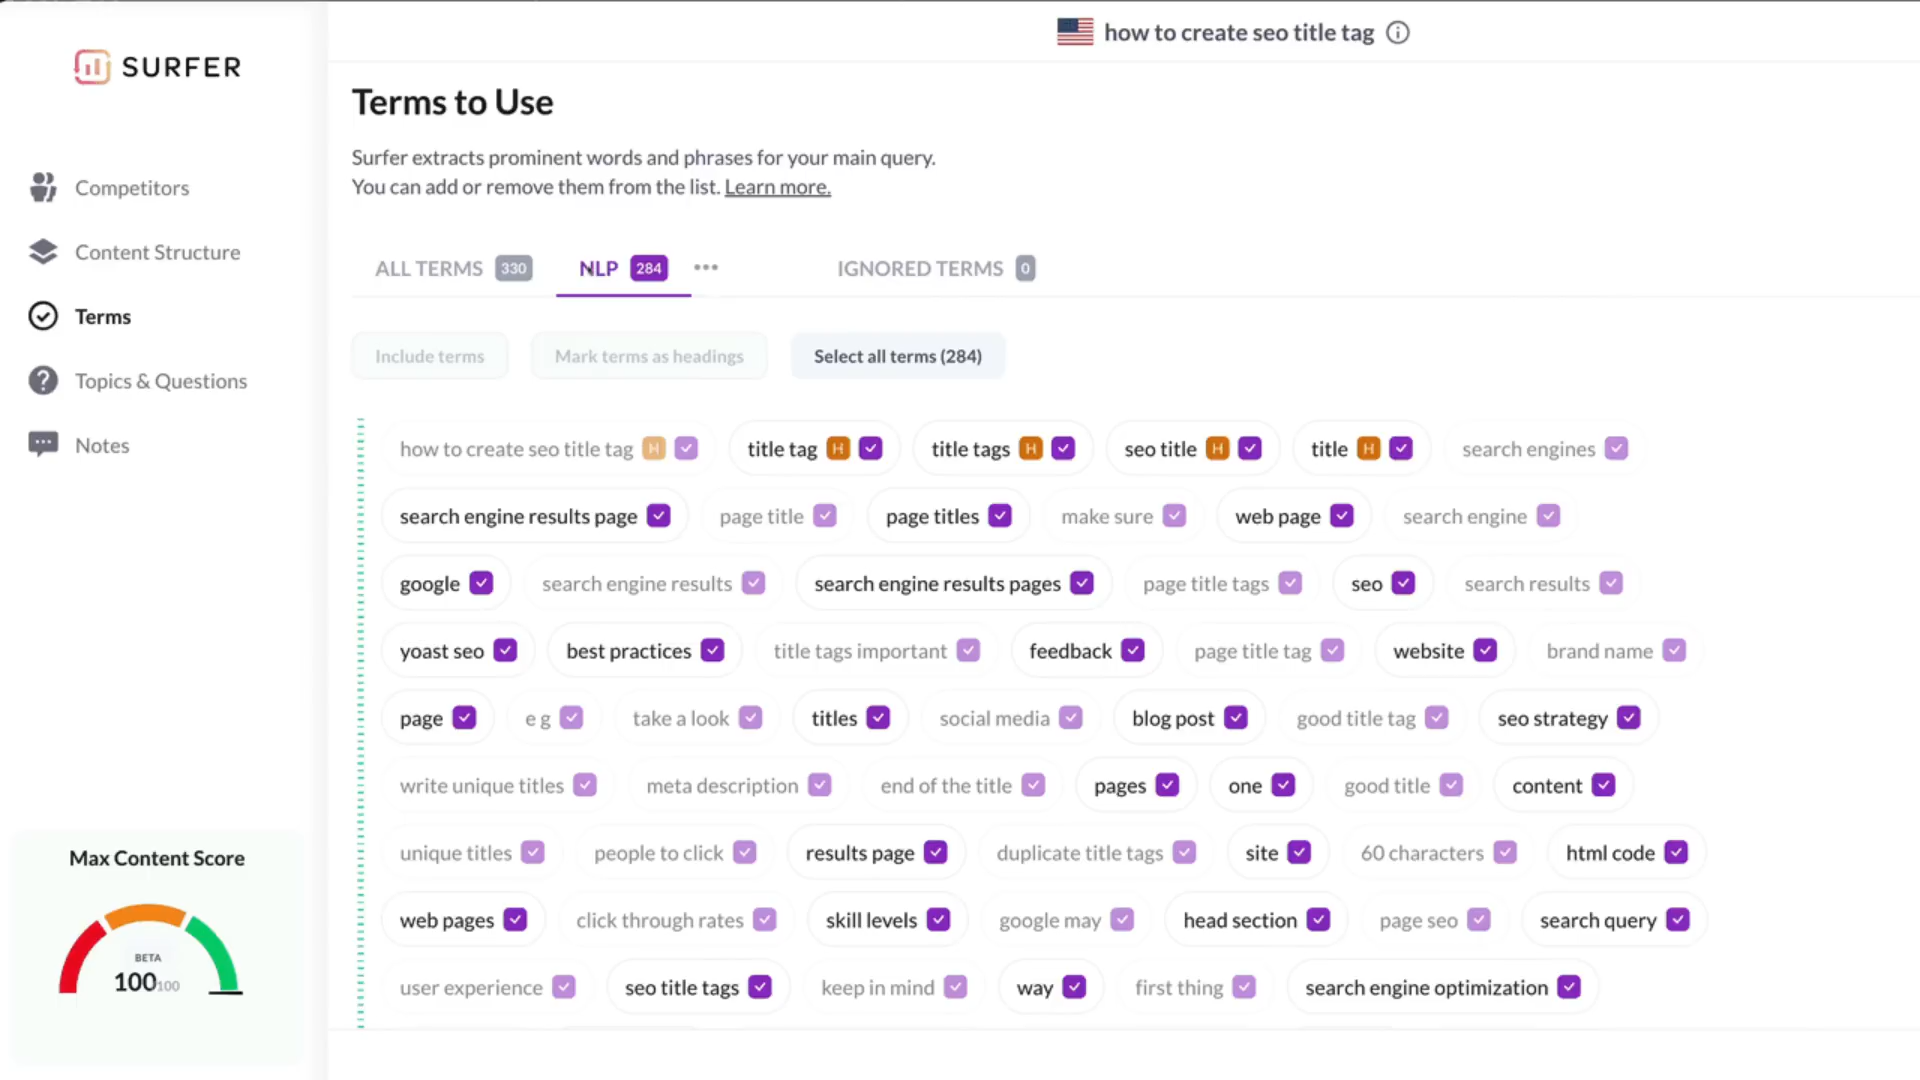 how to create seo title tag
SURFER
Terms to Use
Surfer extracts prominent words and phrases for your main query.
You can add or remove them from the list. Learn more.
Competitors
Content Structure
Terms
Topics & Questions
Notes
ALL TERMS 330 NLP 284 ••• IGNORED TERMS 0
Include terms Mark terms as headings Select all terms (284)
how to create seo title tag H title tag H title tags H seo title H title H search engines
search engine results page page title page titles make sure web page search engine
google search engine results search engine results pages page title tags seo search results
yoast seo best practices title tags important feedback page title tag website brand name
page e g take a look titles social media blog post good title tag seo strategy
write unique titles meta description end of the title pages one good title content
unique titles people to click results page duplicate title tags site 60 characters html code
web pages click through rates skill levels google may head section page seo search query
user experience seo title tags keep in mind way first thing search engine optimization
Max Content Score
BETA
100/100